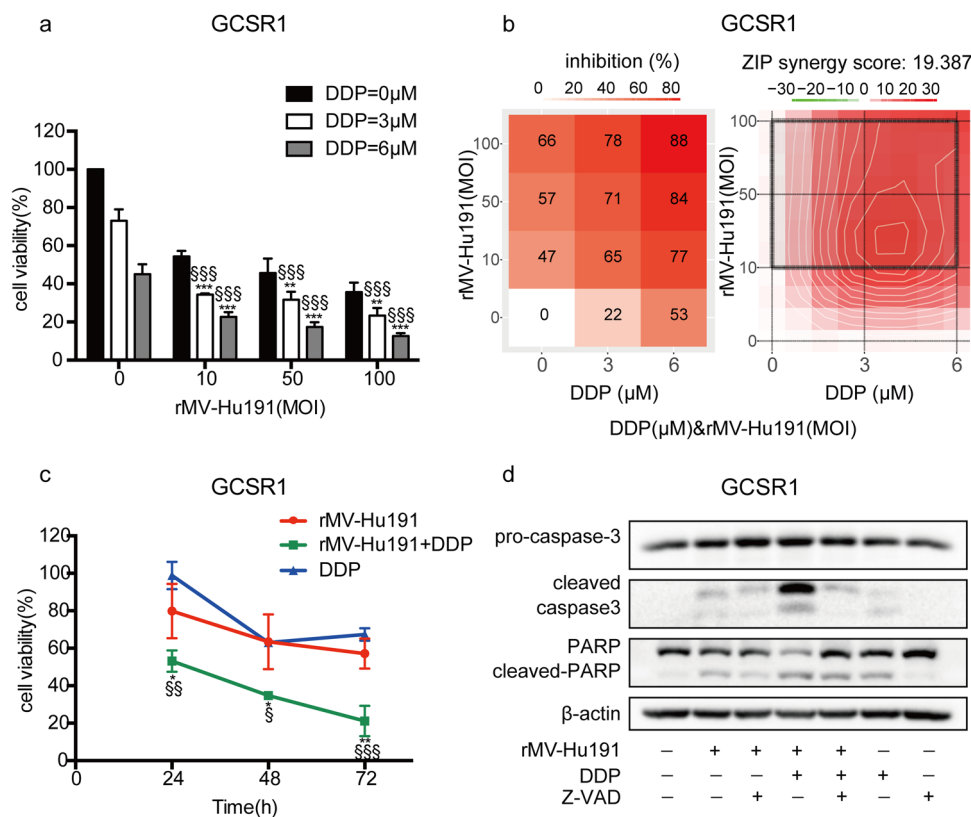 a
GCSR1
DDP=0μM
DDP=3μM
DDP=6μM
cell viability(%)
120
100
80
60
40
20
0
§§§
***
§§§
***
§§§
**
§§§
***
§§§
**
§§§
***
0 10 50 100
rMV-Hu191(MOI)
b
GCSR1
inhibition (%)
0 20 40 60 80
rMV-Hu191(MOI)
100 66 78 88
50 57 71 84
10 47 65 77
0 0 22 53
0 3 6
DDP (μM)
ZIP synergy score: 19.387
−30 −20 −10 0 10 20 30
rMV-Hu191(MOI)
100
50
10
0
0 3 6
DDP (μM)
DDP(μM)&rMV-Hu191(MOI)
c
GCSR1
rMV-Hu191
rMV-Hu191+DDP
DDP
cell viability(%)
120
100
80
60
40
20
0
*
§§
*
§
**
§§§
0 24 48 72
Time(h)
d
GCSR1
pro-caspase-3
cleaved
caspase3
PARP
cleaved-PARP
β-actin
rMV-Hu191 − + + + + − −
DDP − + + + −
Z-VAD + + +